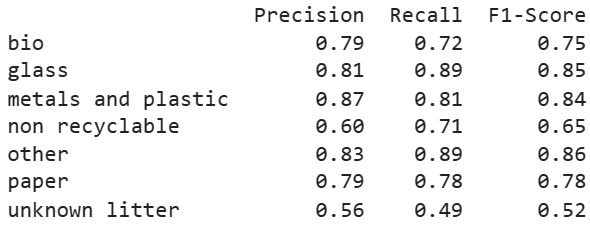 Precision Recall F1-Score
bio 0.79 0.72 0.75
glass 0.81 0.89 0.85
metals and plastic 0.87 0.81 0.84
non recyclable 0.60 0.71 0.65
other 0.83 0.89 0.86
paper 0.79 0.78 0.78
unknown litter 0.56 0.49 0.52